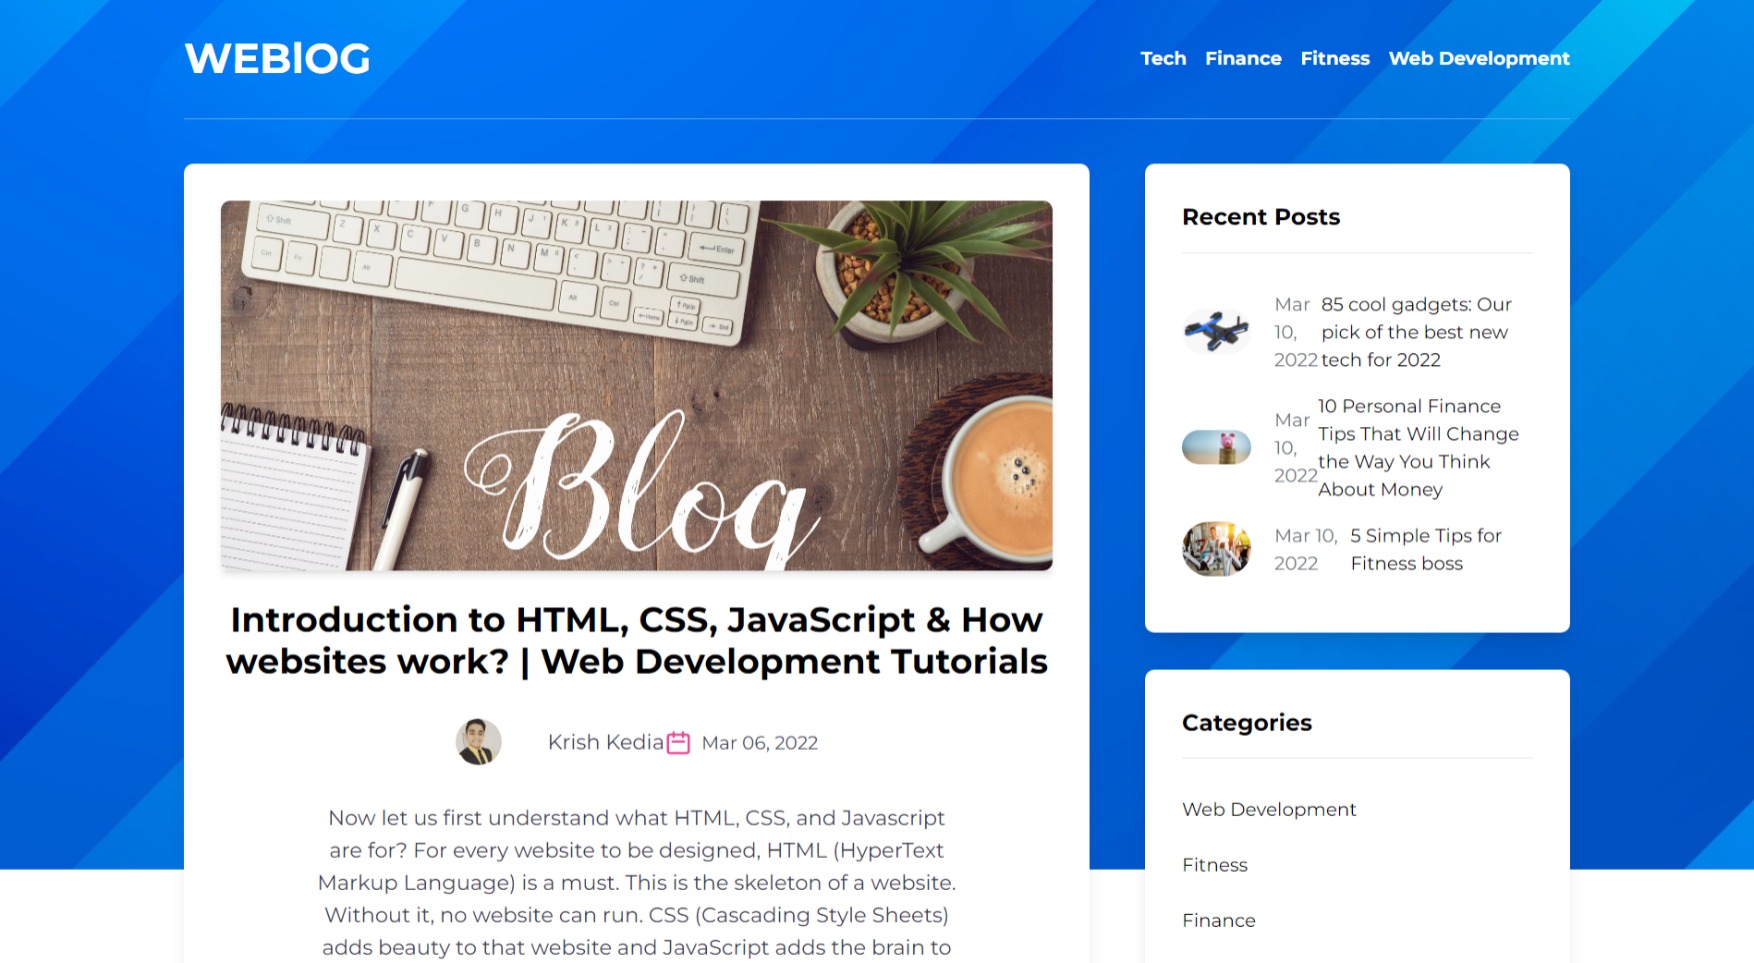 WEBlOG
Tech Finance Fitness Web Development
Blog
Introduction to HTML, CSS, JavaScript & How
websites work? | Web Development Tutorials
Krish Kedia Mar 06, 2022
Now let us first understand what HTML, CSS, and Javascript
are for? For every website to be designed, HTML (HyperText
Markup Language) is a must. This is the skeleton of a website.
Without it, no website can run. CSS (Cascading Style Sheets)
adds beauty to that website and JavaScript adds the brain to
Recent Posts
Mar
10,
2022
85 cool gadgets: Our
pick of the best new
tech for 2022
Mar
10,
2022
10 Personal Finance
Tips That Will Change
the Way You Think
About Money
Mar 10,
2022
5 Simple Tips for
Fitness boss
Categories
Web Development
Fitness
Finance